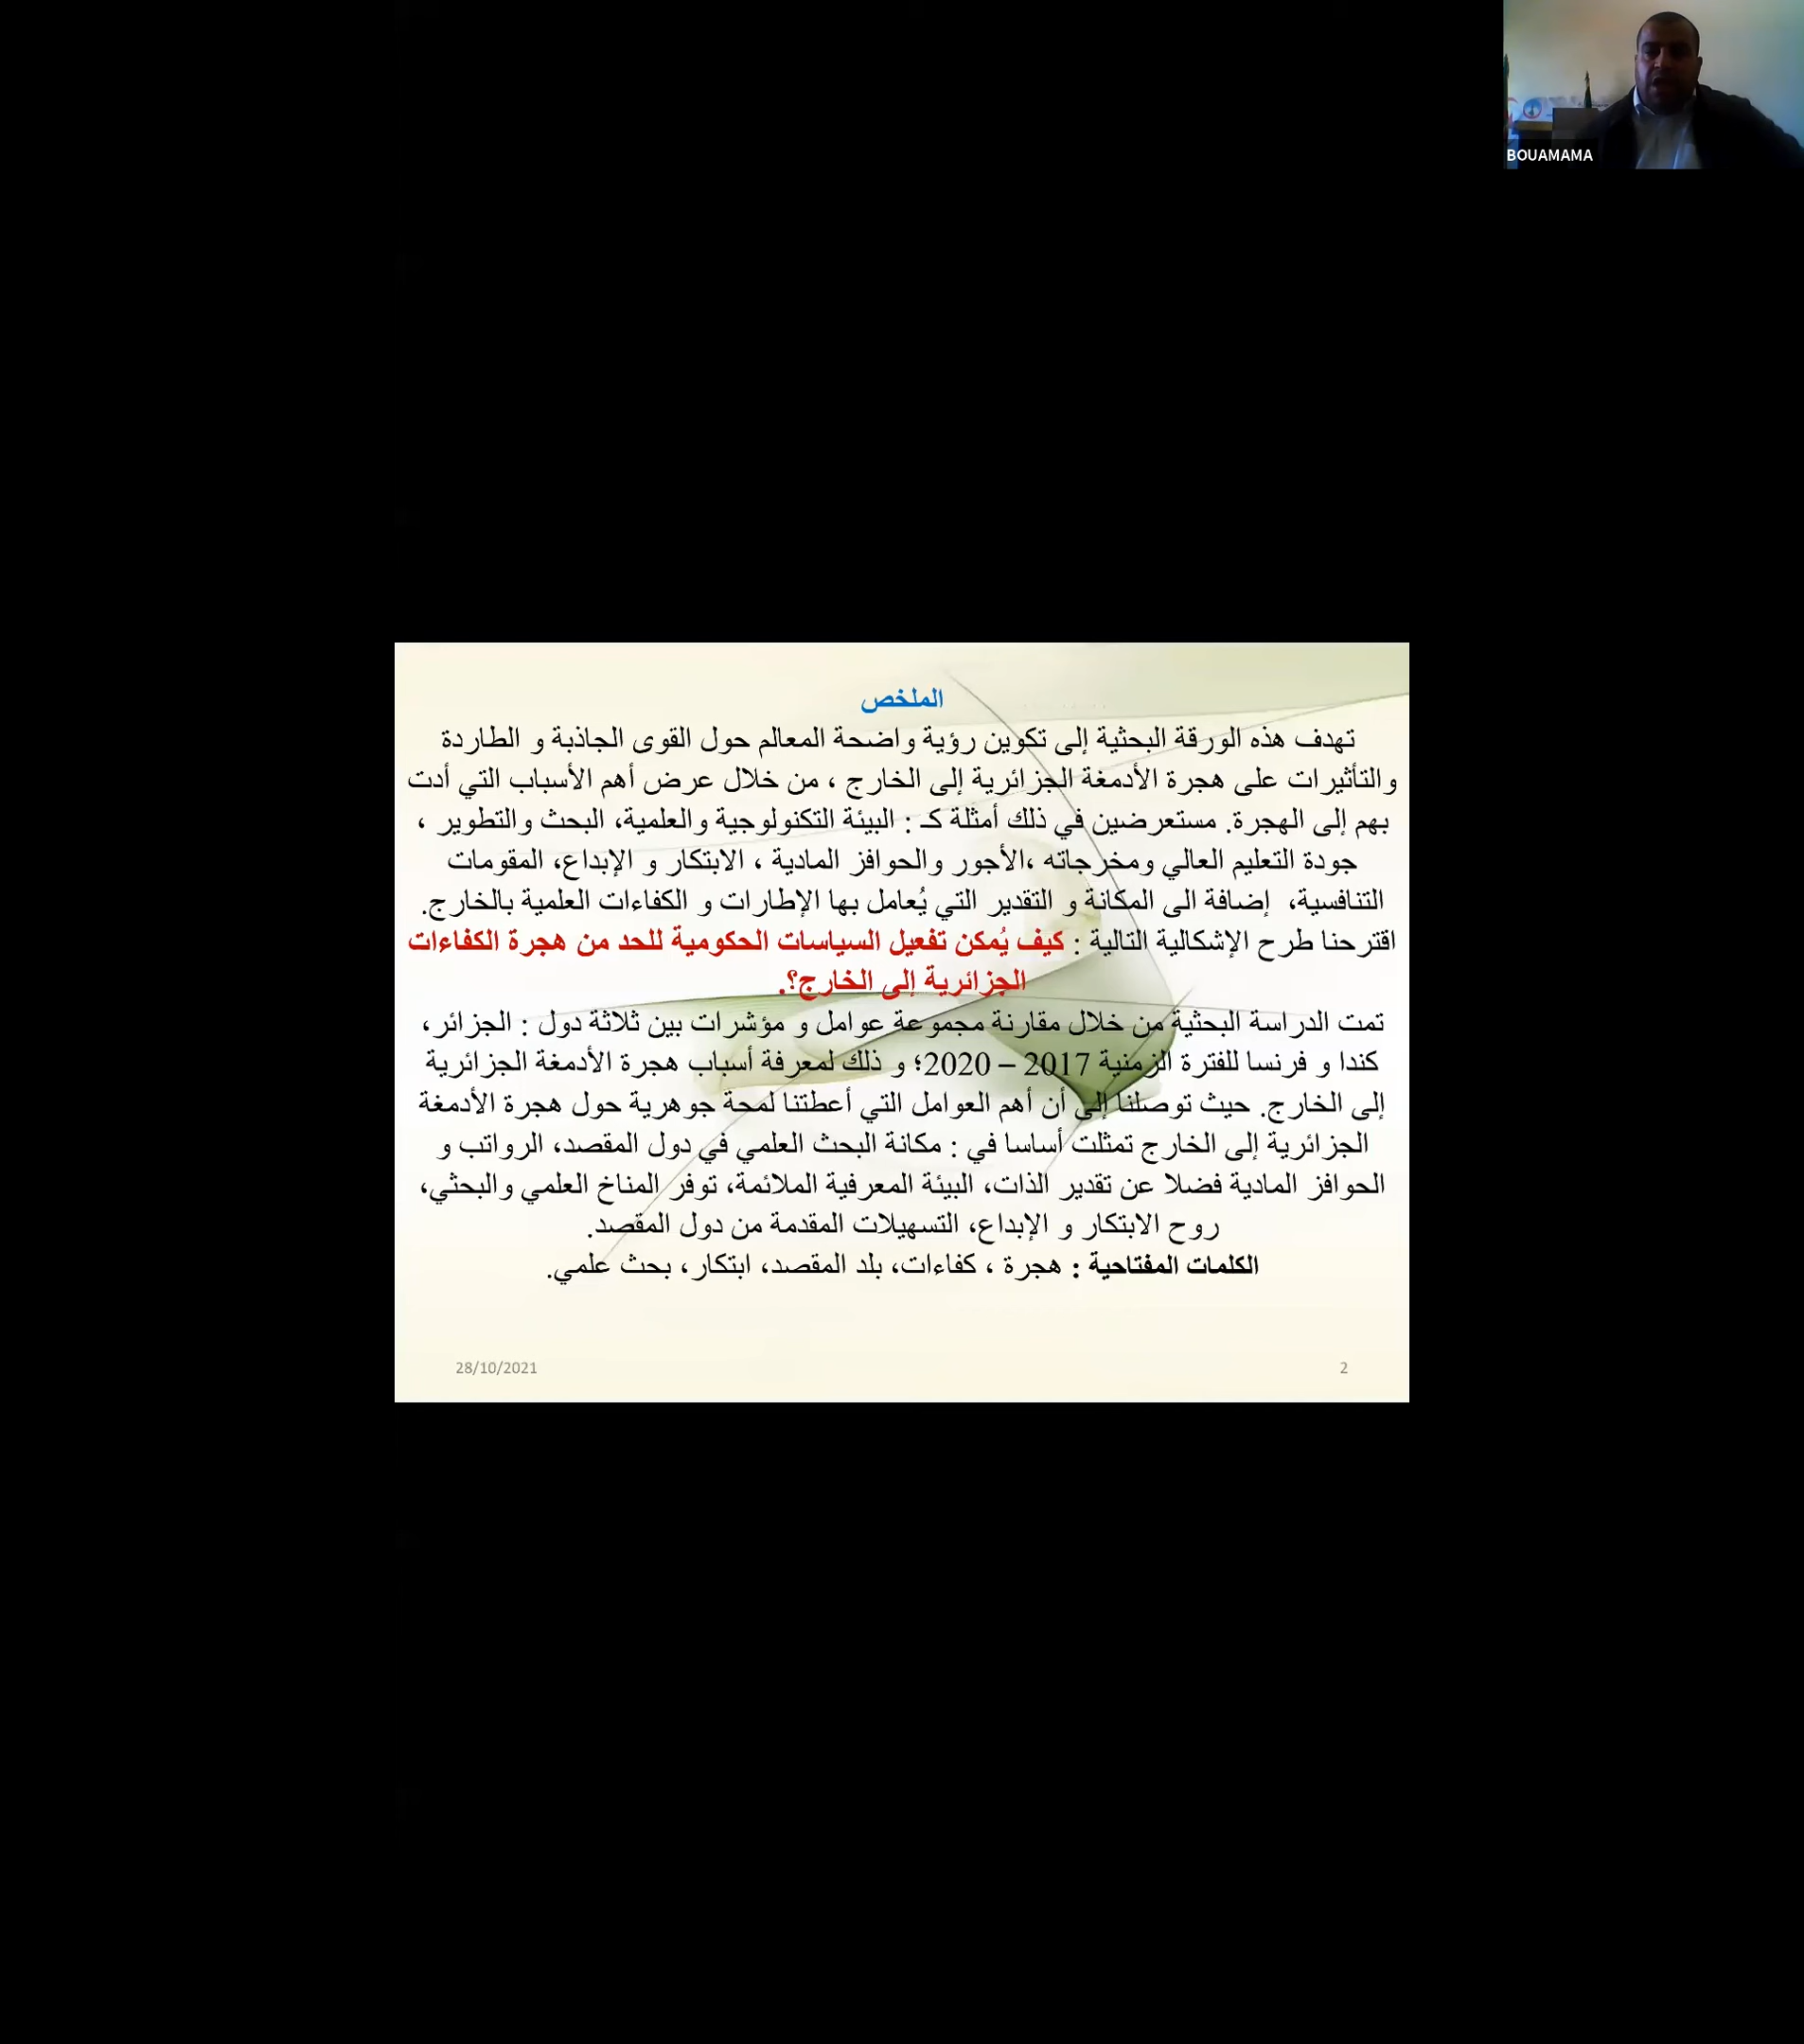 BOUAMAMA
الملخص
تهدف هذه الورقة البحثية إلى تكوين رؤية واضحة المعالم حول القوى الجاذبة و الطاردة
والتأثيرات على هجرة الأدمغة الجزائرية إلى الخارج ، من خلال عرض أهم الأسباب التي أدت
بهم إلى الهجرة. مستعرضين في ذلك أمثلة كـ : البيئة التكنولوجية والعلمية، البحث والتطوير ،
جودة التعليم العالي ومخرجاته ،الأجور والحوافز المادية ، الابتكار و الإبداع، المقومات
التنافسية، إضافة الى المكانة و التقدير التي يُعامل بها الإطارات و الكفاءات العلمية بالخارج.
اقترحنا طرح الإشكالية التالية : كيف يُمكن تفعيل السياسات الحكومية للحد من هجرة الكفاءات
الجزائرية إلى الخارج؟.
تمت الدراسة البحثية من خلال مقارنة مجموعة عوامل و مؤشرات بين ثلاثة دول : الجزائر،
كندا و فرنسا للفترة الزمنية 2017 – 2020؛ و ذلك لمعرفة أسباب هجرة الأدمغة الجزائرية
إلى الخارج. حيث توصلنا إلى أن أهم العوامل التي أعطتنا لمحة جوهرية حول هجرة الأدمغة
الجزائرية إلى الخارج تمثلت أساسا في : مكانة البحث العلمي في دول المقصد، الرواتب و
الحوافز المادية فضلا عن تقدير الذات، البيئة المعرفية الملائمة، توفر المناخ العلمي والبحثي،
روح الابتكار و الإبداع، التسهيلات المقدمة من دول المقصد.
الكلمات المفتاحية : هجرة ، كفاءات، بلد المقصد، ابتكار، بحث علمي.
28/10/2021
2